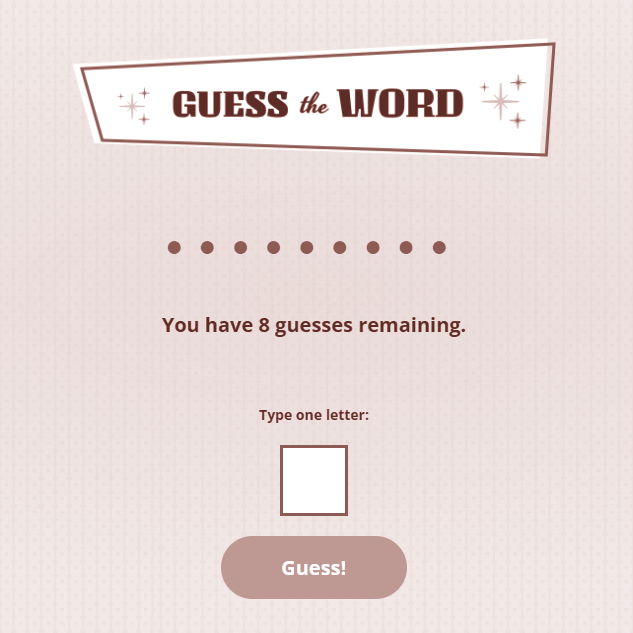 GUESS the WORD
● ● ● ● ● ● ● ● ●
You have 8 guesses remaining.
Type one letter:
Guess!